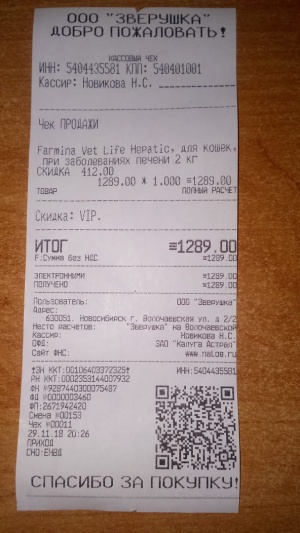 ООО "ЗВЕРУШКА"
ДОБРО ПОЖАЛОВАТЬ!
КАССОВЫЙ ЧЕК
ИНН: 5404435581 КПП: 540401001
Кассир: Новикова Н.С.
Чек ПРОДАЖИ
Farmina Vet Life Hepatic, для кошек,
при заболеваниях печени 2 кг
СКИДКА 412.00
1289.00 * 1.000 =1289.00
ТОВАР ПОЛНЫЙ РАСЧЕТ
Скидка: VIP.
ИТОГ =1289.00
F.Сумма без НДС =1289.00
ЭЛЕКТРОННЫМИ =1289.00
ПОЛУЧЕНО =1289.00
Пользователь: ООО "Зверушка"
Адрес:
630051, Новосибирск г, Волочаевская ул, д 2/2
Место расчетов: "Зверушка" на Волочаевской
Кассир: Новикова Н.С.
ОФД: ЗАО "Калуга Астрал"
Сайт ФНС: www.nalog.ru
ЗН ККТ:00106403372325 ИНН:5404435581
РН ККТ:0002353144007932
ФН №9287440300075487
ФД №0000003460
ФП:2671942420
Смена №00153
Чек №00011
29.11.18 20:26
ПРИХОД
СНО:ЕНВД
СПАСИБО ЗА ПОКУПКУ!